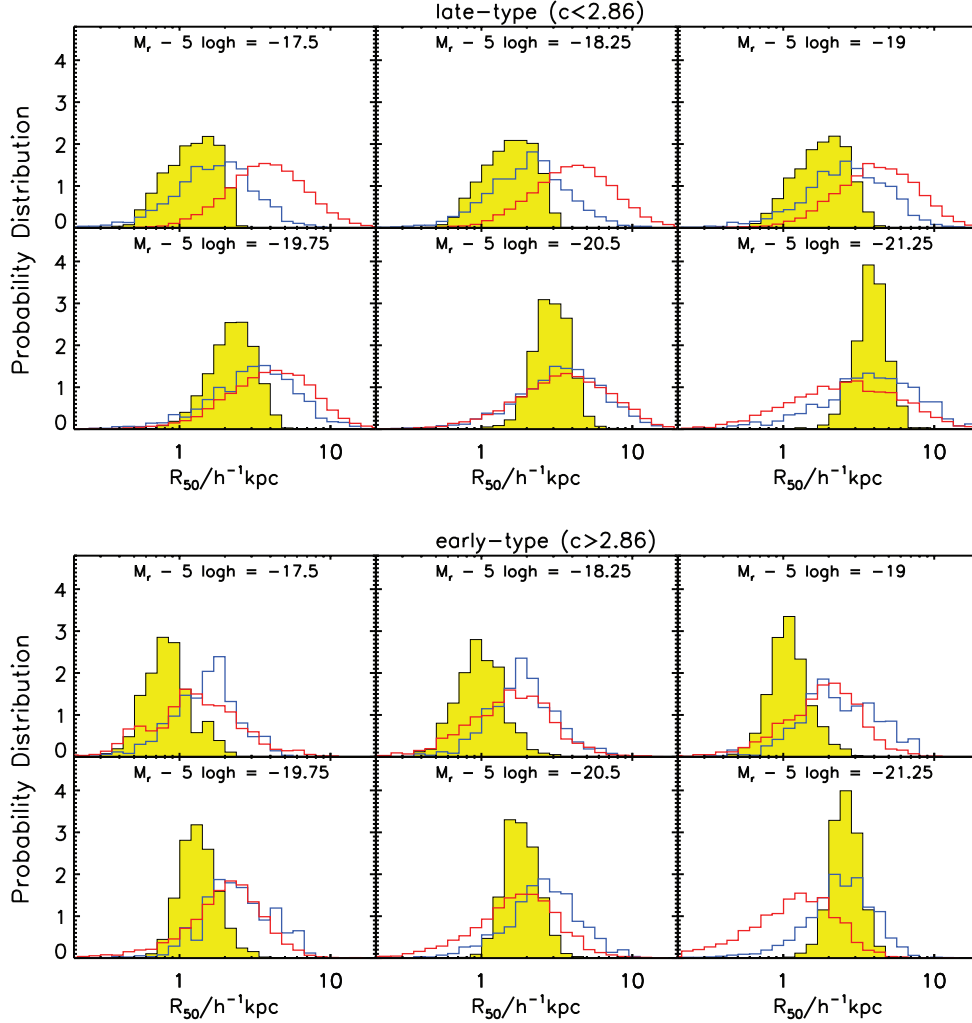 late-type (c<2.86)
M_r - 5 logh = -17.5
M_r - 5 logh = -18.25
M_r - 5 logh = -19
4
3
2
1
0
M_r - 5 logh = -19.75
M_r - 5 logh = -20.5
M_r - 5 logh = -21.25
4
3
2
1
0
Probability Distribution
1 10
1 10
1 10
R_50/h^-1kpc
R_50/h^-1kpc
R_50/h^-1kpc
early-type (c>2.86)
M_r - 5 logh = -17.5
M_r - 5 logh = -18.25
M_r - 5 logh = -19
4
3
2
1
0
M_r - 5 logh = -19.75
M_r - 5 logh = -20.5
M_r - 5 logh = -21.25
4
3
2
1
0
Probability Distribution
1 10
1 10
1 10
R_50/h^-1kpc
R_50/h^-1kpc
R_50/h^-1kpc